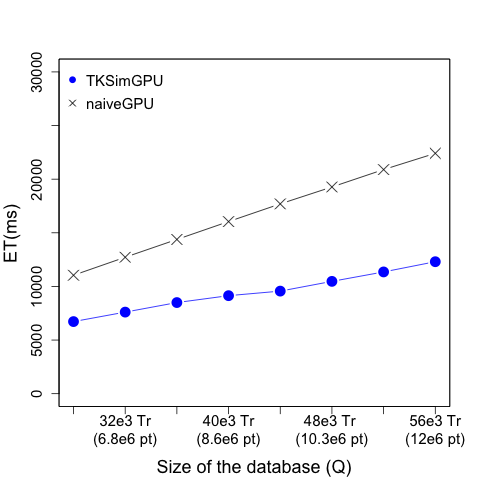 TKSimGPU
naiveGPU
ET(ms)
30000
20000
10000
5000
0
32e3 Tr
(6.8e6 pt)
40e3 Tr
(8.6e6 pt)
48e3 Tr
(10.3e6 pt)
56e3 Tr
(12e6 pt)
Size of the database (Q)